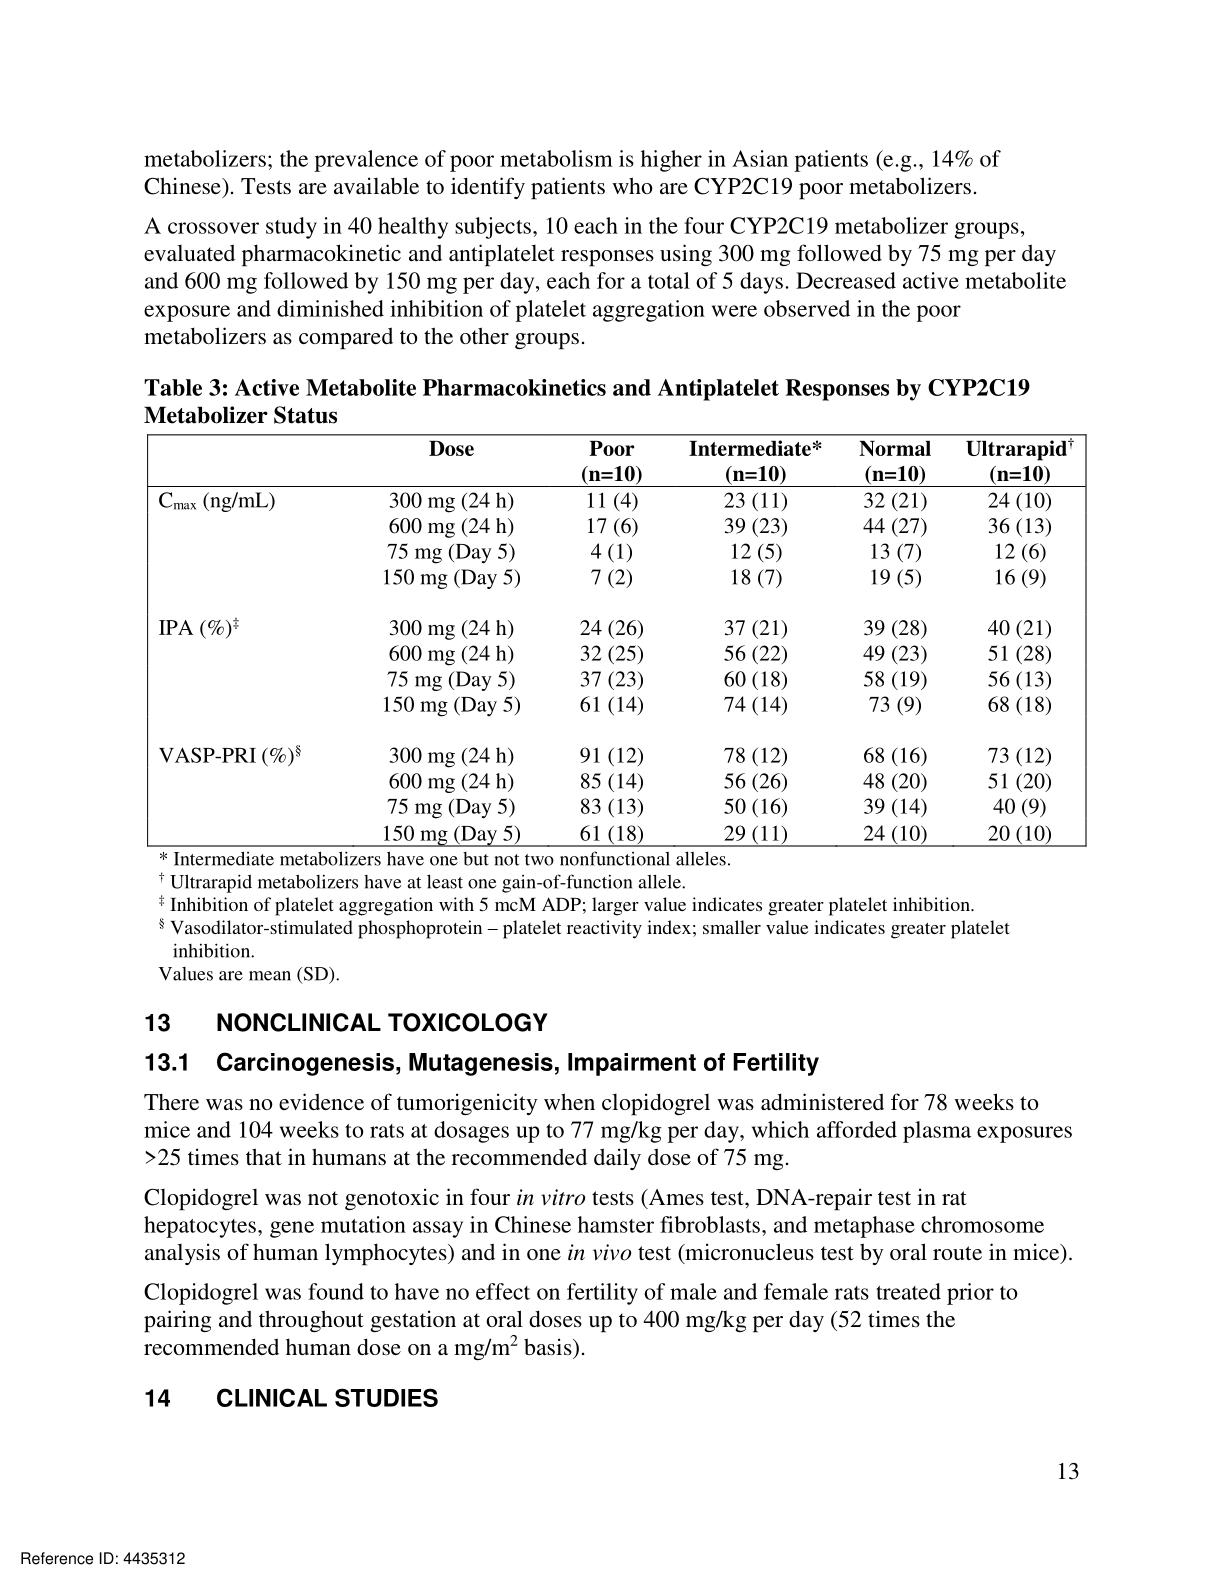 metabolizers; the prevalence of poor metabolism is higher in Asian patients (e.g., 14% of
Chinese). Tests are available to identify patients who are CYP2C19 poor metabolizers.
A crossover study in 40 healthy subjects, 10 each in the four CYP2C19 metabolizer groups,
evaluated pharmacokinetic and antiplatelet responses using 300 mg followed by 75 mg per day
and 600 mg followed by 150 mg per day, each for a total of 5 days. Decreased active metabolite
exposure and diminished inhibition of platelet aggregation were observed in the poor
metabolizers as compared to the other groups.
Table 3: Active Metabolite Pharmacokinetics and Antiplatelet Responses by CYP2C19
Metabolizer Status
Dose Poor Intermediate* Normal Ultrarapid†
(n=10) (n=10) (n=10) (n=10)
Cmax (ng/mL) 300 mg (24 h) 11 (4) 23 (11) 32 (21) 24 (10)
600 mg (24 h) 17 (6) 39 (23) 44 (27) 36 (13)
75 mg (Day 5) 4 (1) 12 (5) 13 (7) 12 (6)
150 mg (Day 5) 7 (2) 18 (7) 19 (5) 16 (9)
IPA (%)‡ 300 mg (24 h) 24 (26) 37 (21) 39 (28) 40 (21)
600 mg (24 h) 32 (25) 56 (22) 49 (23) 51 (28)
75 mg (Day 5) 37 (23) 60 (18) 58 (19) 56 (13)
150 mg (Day 5) 61 (14) 74 (14) 73 (9) 68 (18)
VASP-PRI (%)§ 300 mg (24 h) 91 (12) 78 (12) 68 (16) 73 (12)
600 mg (24 h) 85 (14) 56 (26) 48 (20) 51 (20)
75 mg (Day 5) 83 (13) 50 (16) 39 (14) 40 (9)
150 mg (Day 5) 61 (18) 29 (11) 24 (10) 20 (10)
* Intermediate metabolizers have one but not two nonfunctional alleles.
† Ultrarapid metabolizers have at least one gain-of-function allele.
‡ Inhibition of platelet aggregation with 5 mcM ADP; larger value indicates greater platelet inhibition.
§ Vasodilator-stimulated phosphoprotein – platelet reactivity index; smaller value indicates greater platelet
inhibition.
Values are mean (SD).
13 NONCLINICAL TOXICOLOGY
13.1 Carcinogenesis, Mutagenesis, Impairment of Fertility
There was no evidence of tumorigenicity when clopidogrel was administered for 78 weeks to
mice and 104 weeks to rats at dosages up to 77 mg/kg per day, which afforded plasma exposures
>25 times that in humans at the recommended daily dose of 75 mg.
Clopidogrel was not genotoxic in four in vitro tests (Ames test, DNA-repair test in rat
hepatocytes, gene mutation assay in Chinese hamster fibroblasts, and metaphase chromosome
analysis of human lymphocytes) and in one in vivo test (micronucleus test by oral route in mice).
Clopidogrel was found to have no effect on fertility of male and female rats treated prior to
pairing and throughout gestation at oral doses up to 400 mg/kg per day (52 times the
recommended human dose on a mg/m² basis).
14 CLINICAL STUDIES
13
Reference ID: 4435312